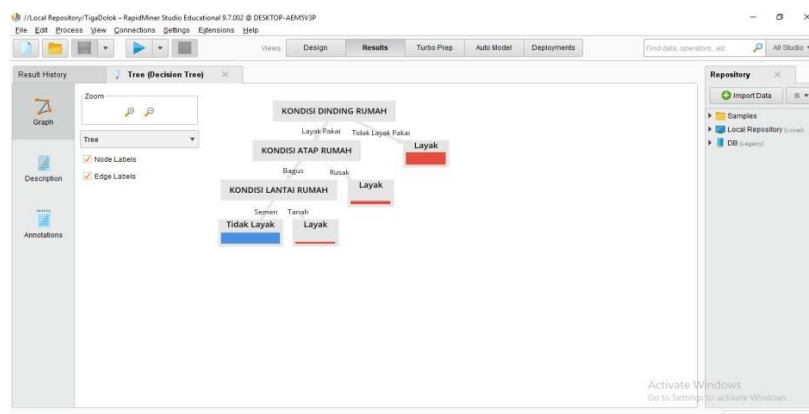 //Local Repository/TigaDolok – RapidMiner Studio Educational 9.7.002 @ DESKTOP-AEM5V3P
File Edit Process View Connections Settings Extensions Help
Views: Design Results Turbo Prep Auto Model Deployments
Find data, operators...etc
All Studio
Result History
Tree (Decision Tree)
Repository
Graph
Description
Annotations
Zoom
Tree
Node Labels
Edge Labels
KONDISI DINDING RUMAH
Layak Pakai Tidak Layak Pakai
KONDISI ATAP RUMAH Layak
Bagus Rusak
KONDISI LANTAI RUMAH Layak
Semen Tanah
Tidak Layak Layak
Import Data
Samples
Local Repository (Local)
DB (Legacy)
Activate Windows
Go to Settings to activate Windows.